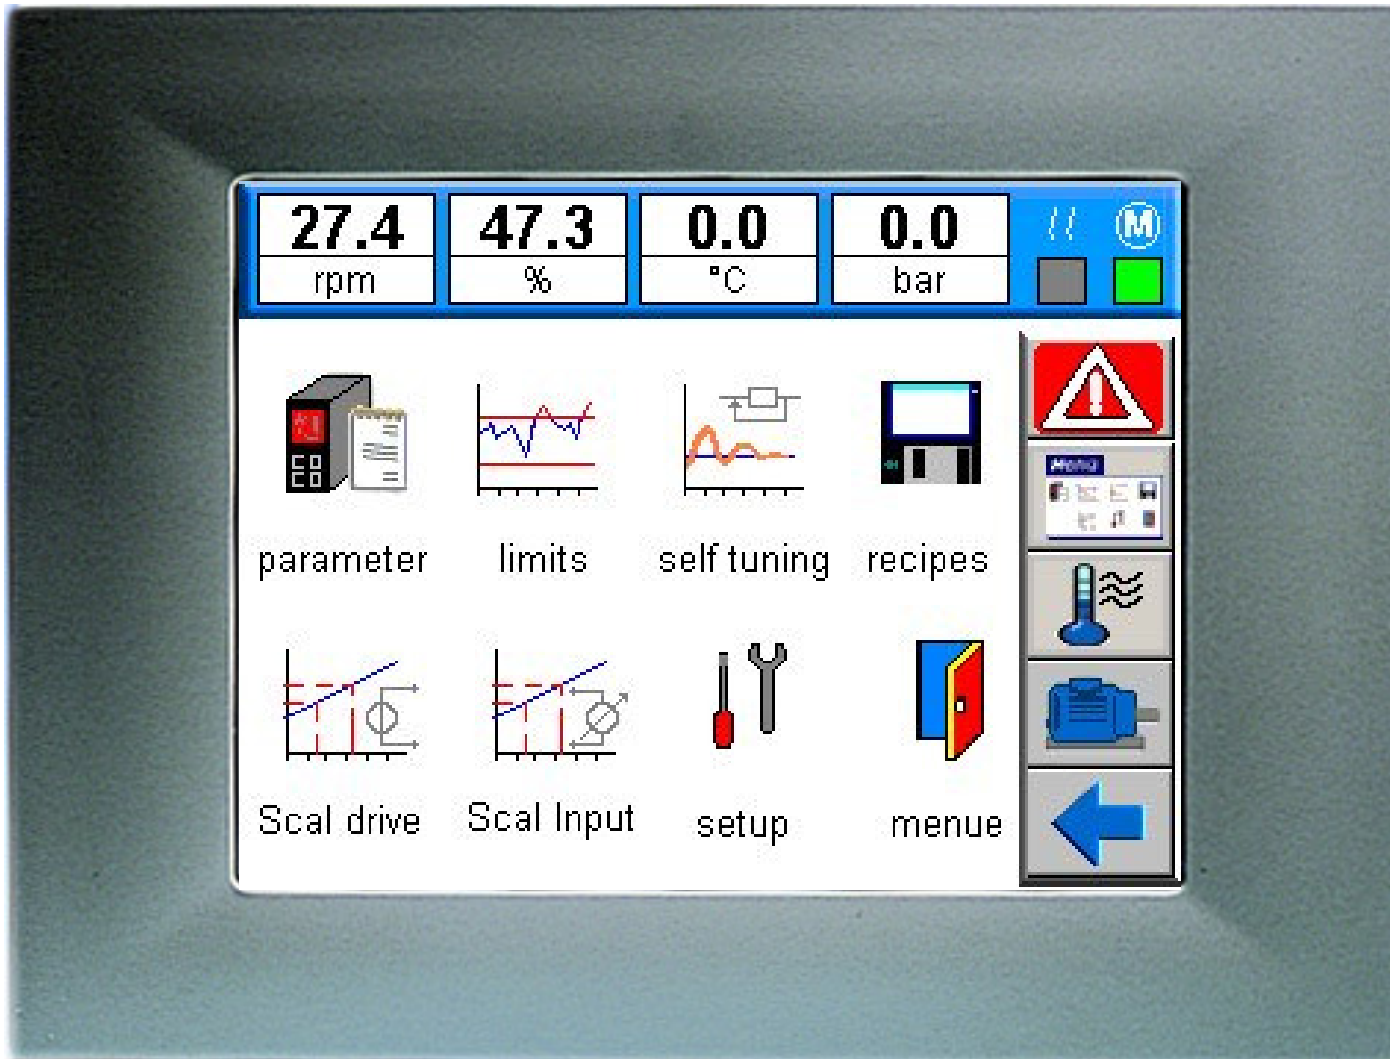 27.4 47.3 0.0 0.0 M
rpm % °C bar
Menü
parameter limits self tuning recipes
Scal drive Scal Input setup menue